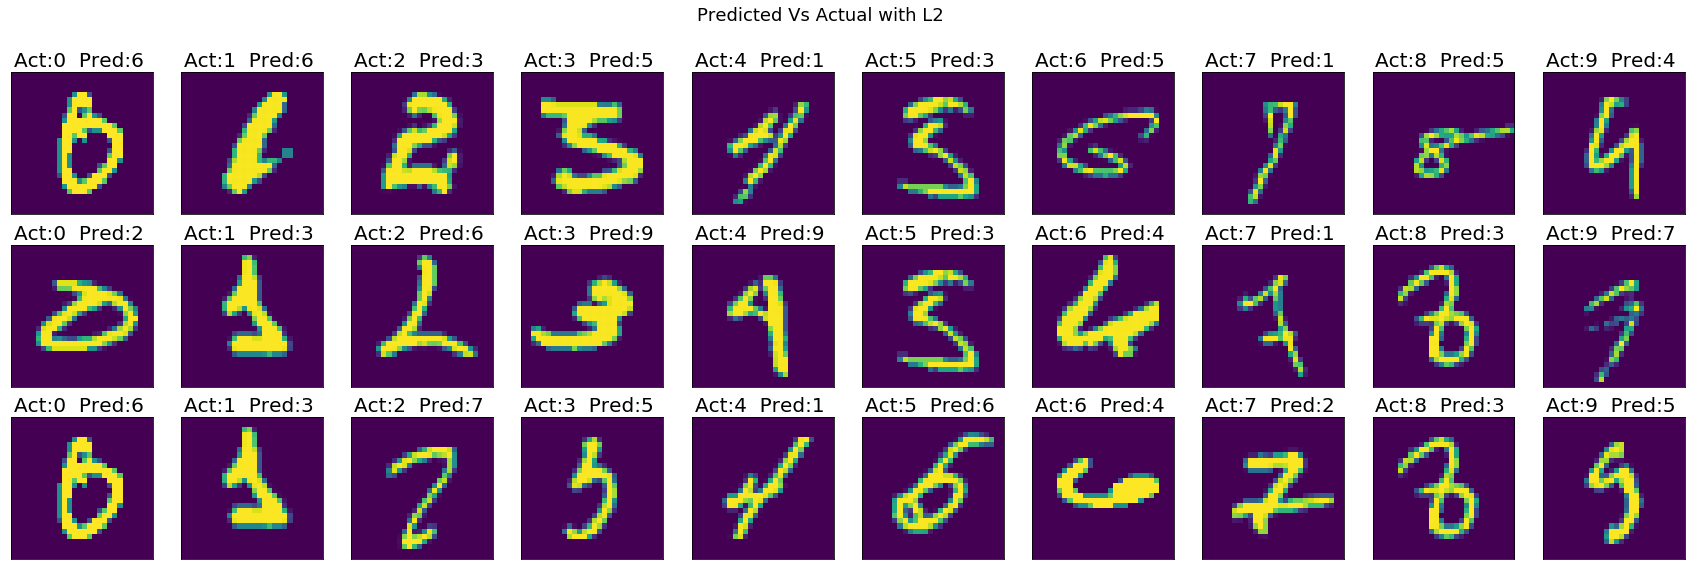 Predicted Vs Actual with L2
Act:0 Pred:6 Act:1 Pred:6 Act:2 Pred:3 Act:3 Pred:5 Act:4 Pred:1 Act:5 Pred:3 Act:6 Pred:5 Act:7 Pred:1 Act:8 Pred:5 Act:9 Pred:4
Act:0 Pred:2 Act:1 Pred:3 Act:2 Pred:6 Act:3 Pred:9 Act:4 Pred:9 Act:5 Pred:3 Act:6 Pred:4 Act:7 Pred:1 Act:8 Pred:3 Act:9 Pred:7
Act:0 Pred:6 Act:1 Pred:3 Act:2 Pred:7 Act:3 Pred:5 Act:4 Pred:1 Act:5 Pred:6 Act:6 Pred:4 Act:7 Pred:2 Act:8 Pred:3 Act:9 Pred:5